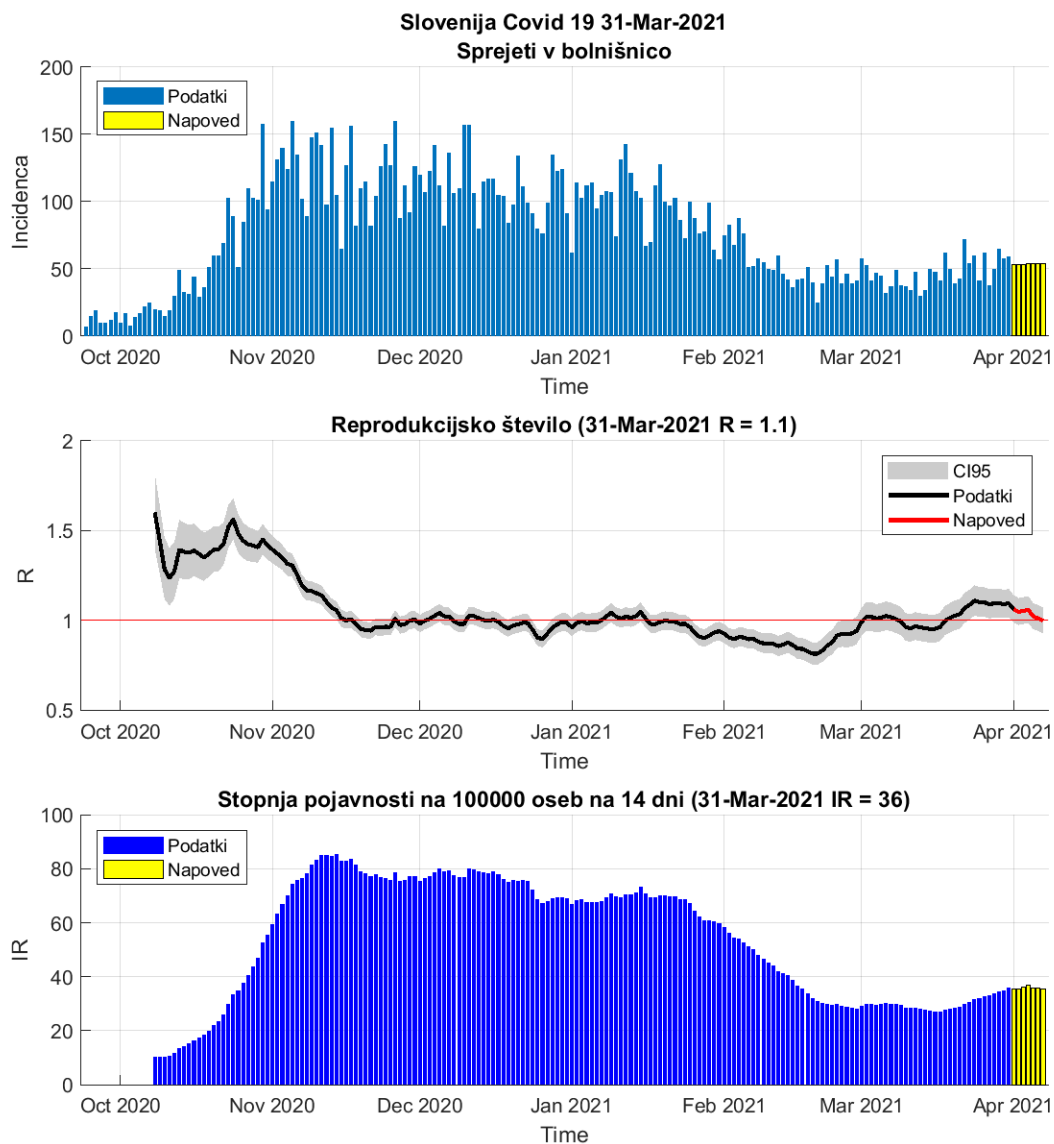 Slovenija Covid 19 31-Mar-2021
Sprejeti v bolnišnico
200
150
100
50
0
Incidenca
Podatki
Napoved
Oct 2020 Nov 2020 Dec 2020 Jan 2021 Feb 2021 Mar 2021 Apr 2021
Time
Reprodukcijsko število (31-Mar-2021 R = 1.1)
2
1.5
1
0.5
R
CI95
Podatki
Napoved
Oct 2020 Nov 2020 Dec 2020 Jan 2021 Feb 2021 Mar 2021 Apr 2021
Time
Stopnja pojavnosti na 100000 oseb na 14 dni (31-Mar-2021 IR = 36)
100
80
60
40
20
0
IR
Podatki
Napoved
Oct 2020 Nov 2020 Dec 2020 Jan 2021 Feb 2021 Mar 2021 Apr 2021
Time